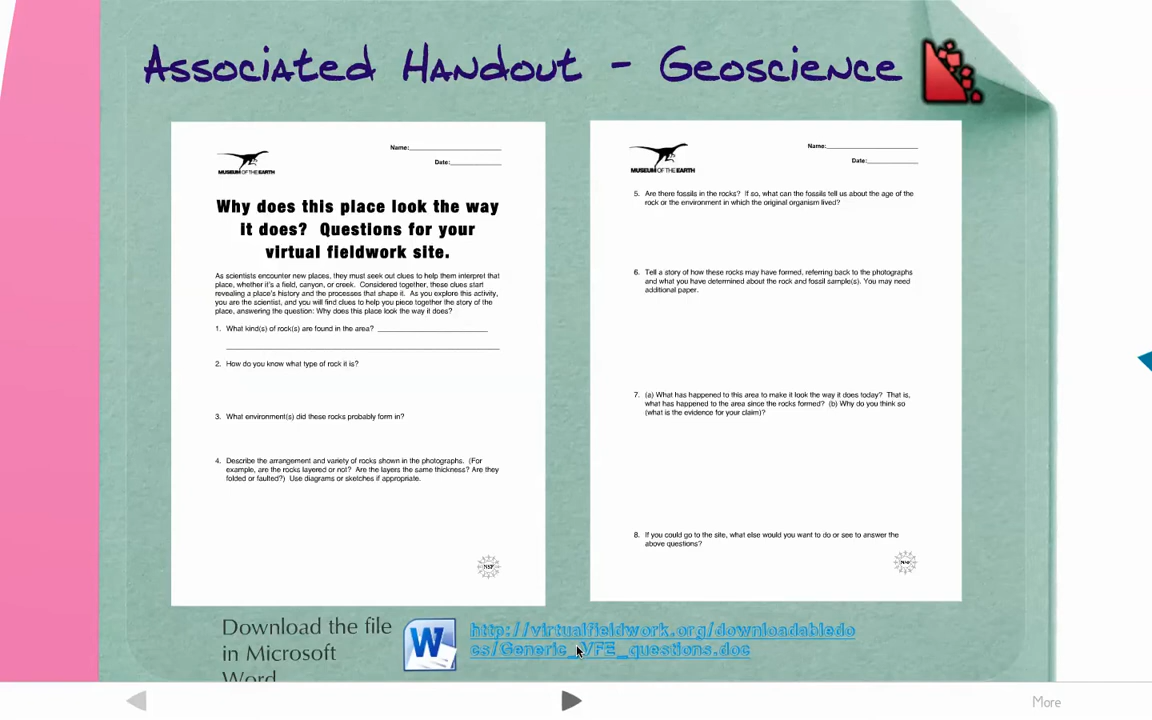 Associated Handout - Geoscience
Name:
Date:
MUSEUM OF THE EARTH
Why does this place look the way
it does? Questions for your
virtual fieldwork site.
As scientists encounter new places, they must seek out clues to help them interpret that
place, whether it's a field, canyon, or creek. Considered together, these clues start
revealing a place's history and the processes that shape it. As you explore this activity,
you are the scientist, and you will find clues to help you piece together the story of the
place, answering the question: Why does this place look the way it does?
1. What kind(s) of rock(s) are found in the area?
2. How do you know what type of rock it is?
3. What environment(s) did these rocks probably form in?
4. Describe the arrangement and variety of rocks shown in the photographs. (For
example, are the rocks layered or not? Are the layers the same thickness? Are they
folded or faulted?) Use diagrams or sketches if appropriate.
NSF
Name:
Date:
MUSEUM OF THE EARTH
5. Are there fossils in the rocks? If so, what can the fossils tell us about the age of the
rock or the environment in which the original organism lived?
6. Tell a story of how these rocks may have formed, referring back to the photographs
and what you have determined about the rock and fossil sample(s). You may need
additional paper.
7. (a) What has happened to this area to make it look the way it does today? That is,
what has happened to the area since the rocks formed? (b) Why do you think so
(what is the evidence for your claim)?
8. If you could go to the site, what else would you want to do or see to answer the
above questions?
NSF
Download the file
in Microsoft
Word
W
http://virtualfieldwork.org/downloadabledo
cs/Generic_VFE_questions.doc
More